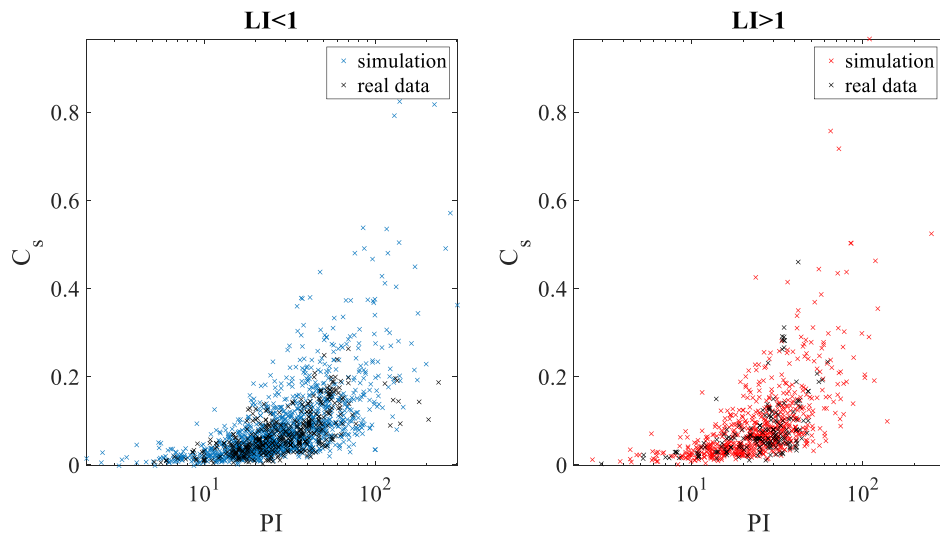 LI<1
× simulation
× real data
0.8
0.6
0.4
0.2
0
C_s
10^1
10^2
PI
LI>1
× simulation
× real data
0.8
0.6
0.4
0.2
0
C_s
10^1
10^2
PI